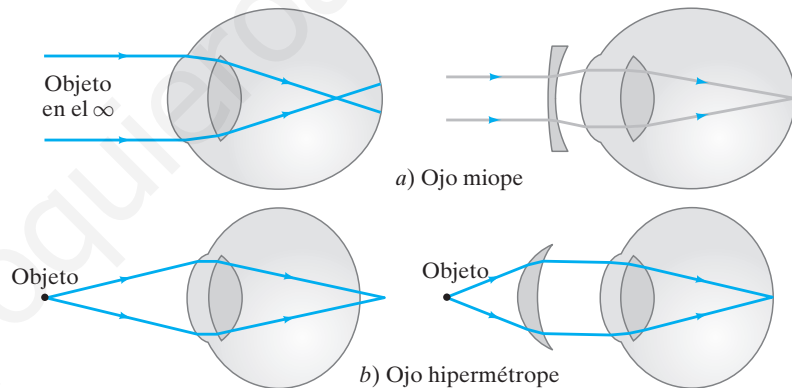 Objeto
en el ∞
a) Ojo miope
Objeto
Objeto
b) Ojo hipermétrope